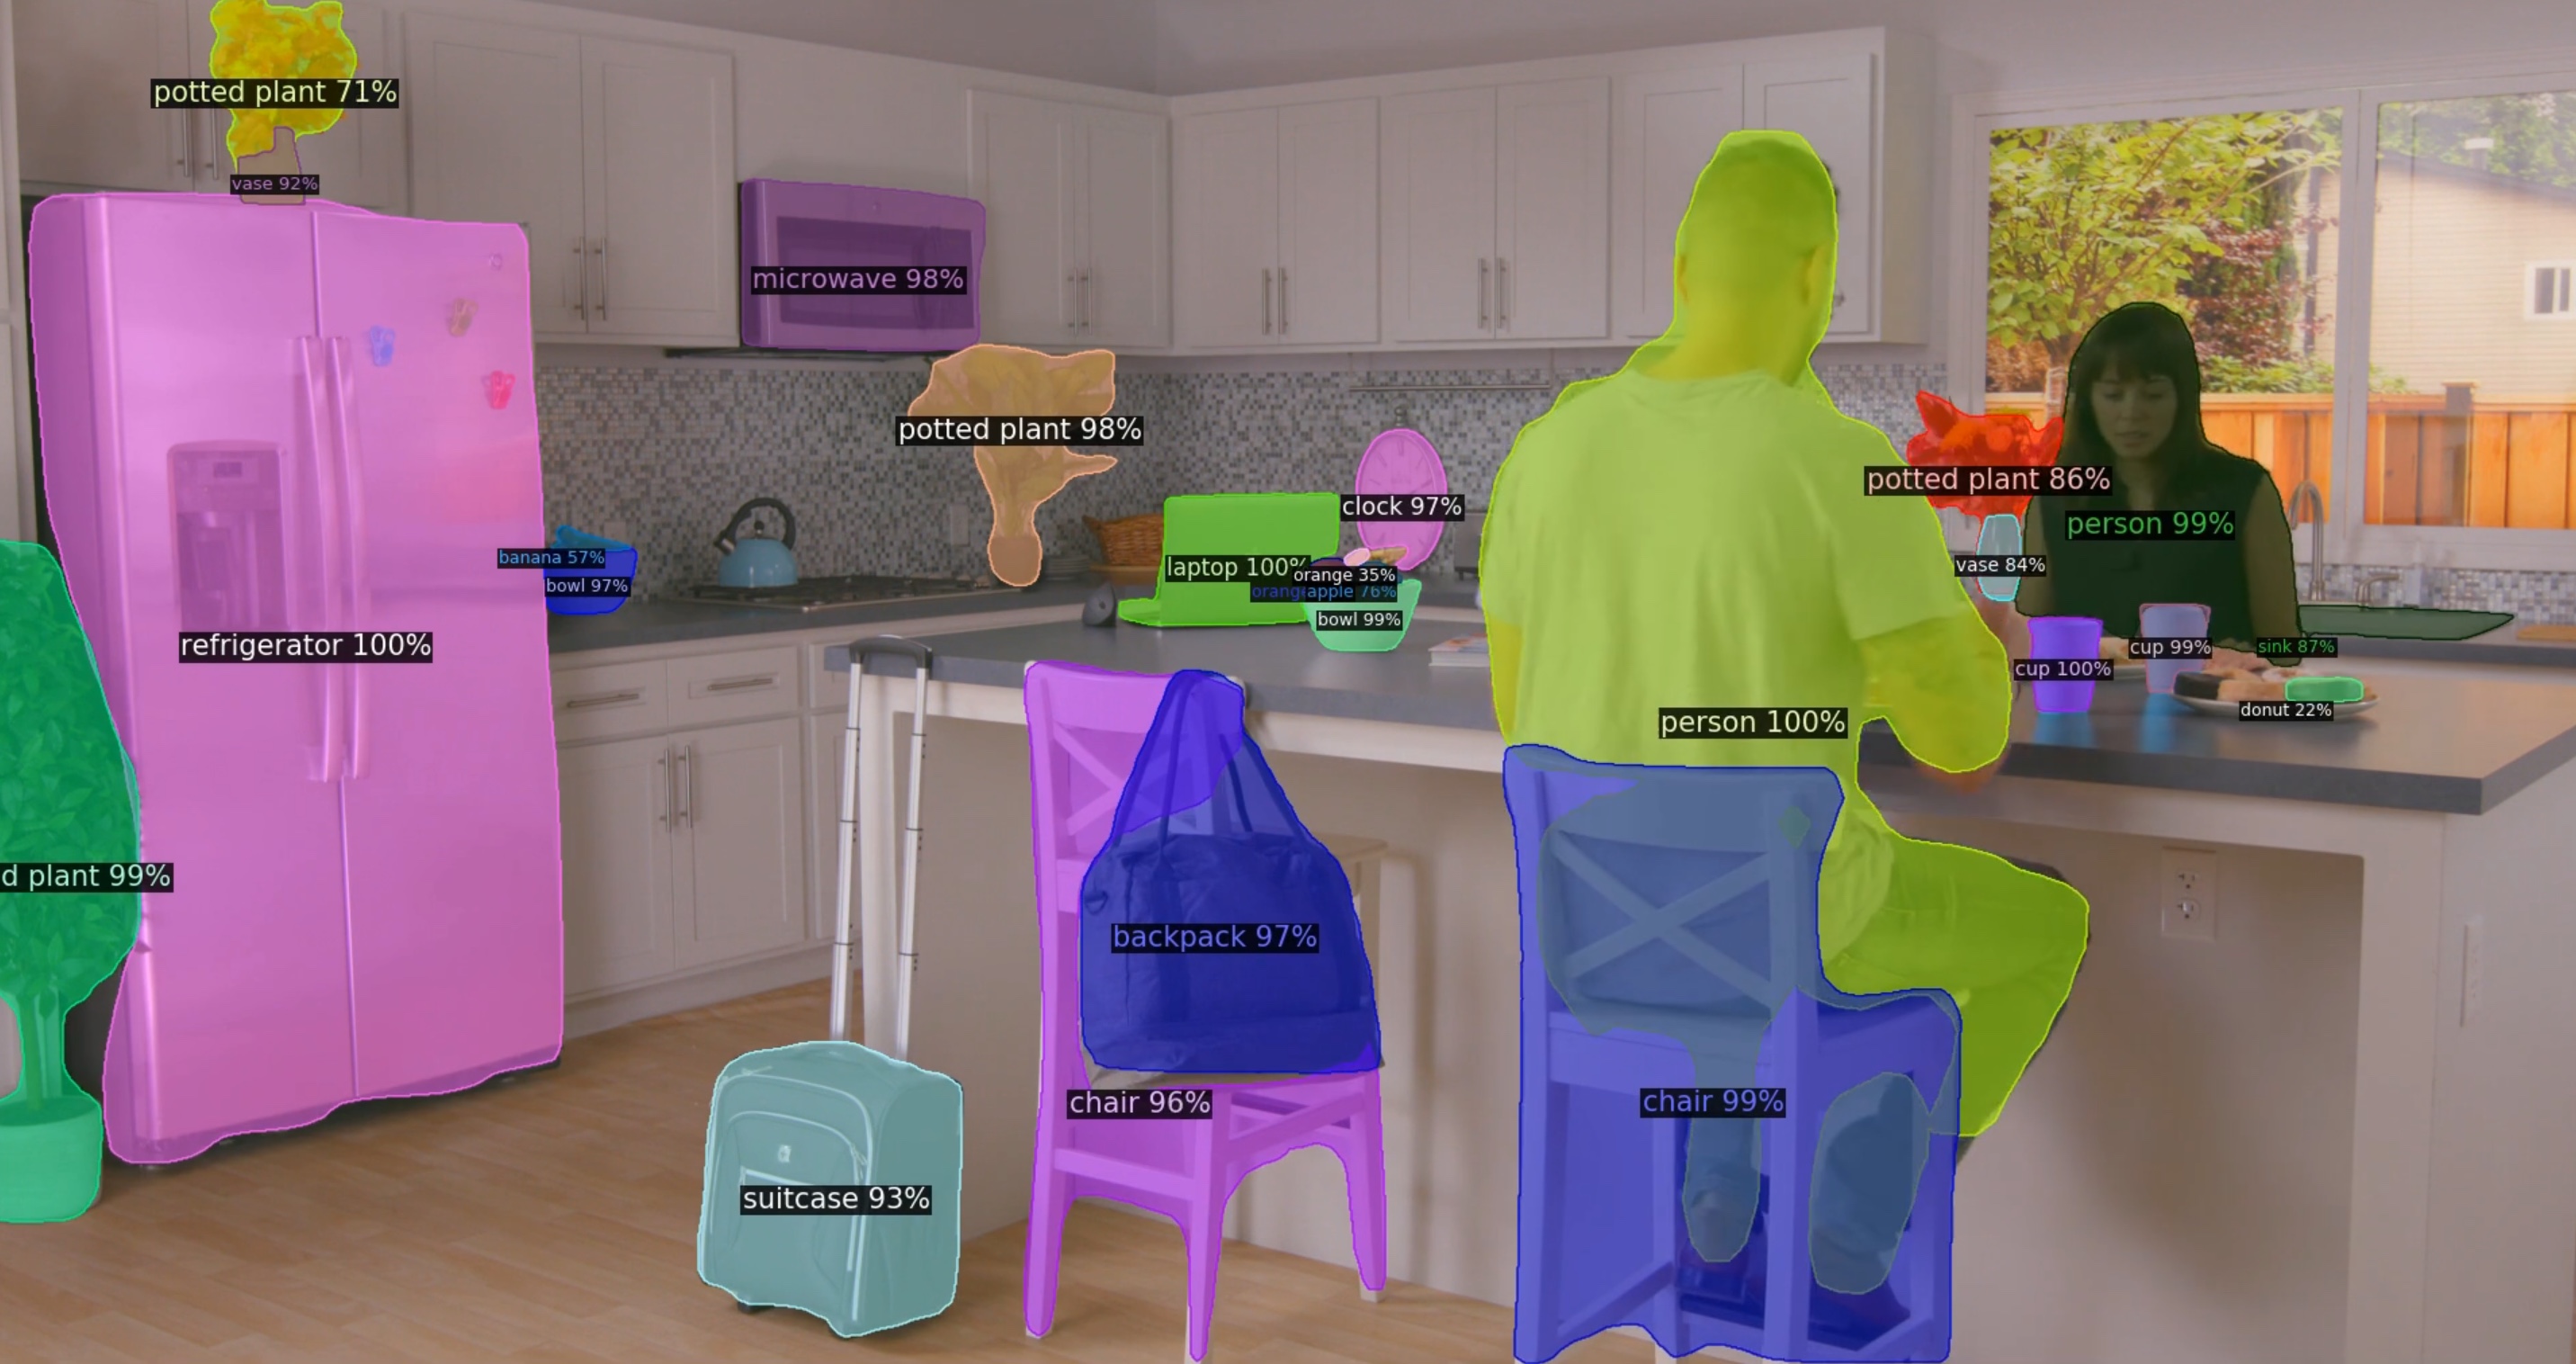 potted plant 71%
vase 92%
microwave 98%
potted plant 98%
clock 97%
potted plant 86%
person 99%
banana 57%
bowl 97%
laptop 100%
orange 35%
apple 76%
bowl 99%
vase 84%
refrigerator 100%
cup 99%
sink 87%
cup 100%
donut 22%
person 100%
d plant 99%
backpack 97%
chair 96%
chair 99%
suitcase 93%